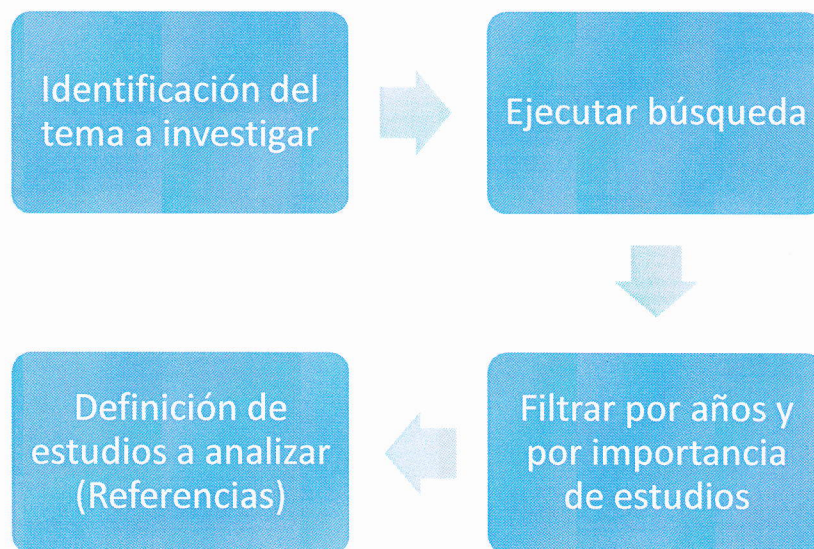 Identificación del
tema a investigar
Ejecutar búsqueda
Filtrar por años y
por importancia
de estudios
Definición de
estudios a analizar
(Referencias)